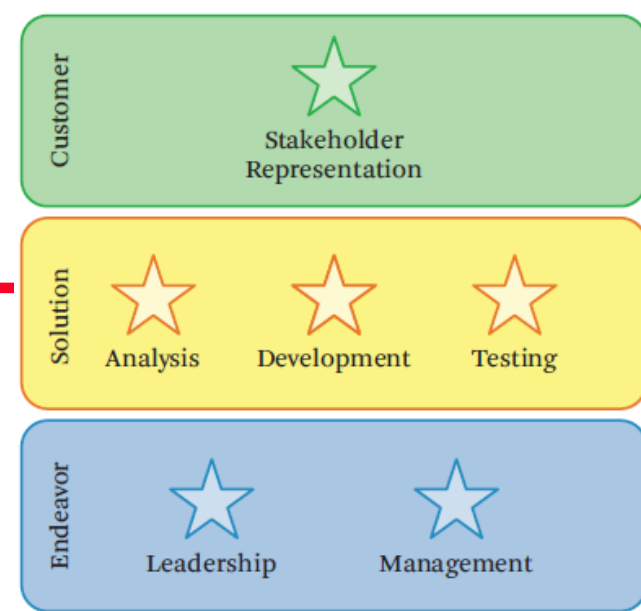 Customer
Stakeholder
Representation
Solution
Analysis
Development
Testing
Endeavor
Leadership
Management